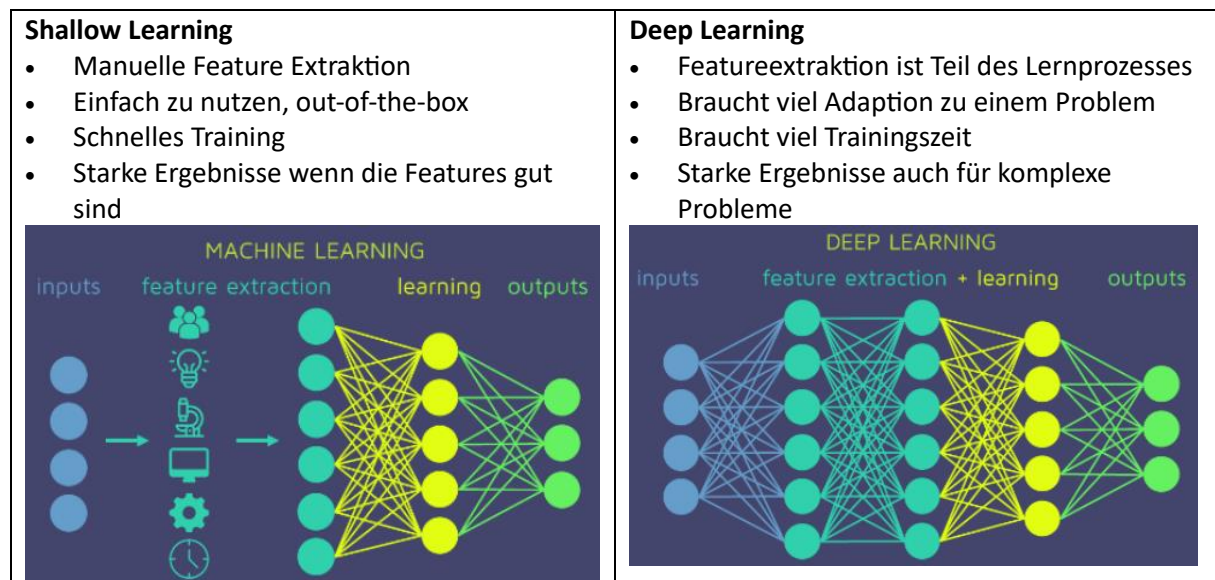 Shallow Learning
• Manuelle Feature Extraktion
• Einfach zu nutzen, out-of-the-box
• Schnelles Training
• Starke Ergebnisse wenn die Features gut
sind
MACHINE LEARNING
inputs feature extraction learning outputs
Deep Learning
• Featureextraktion ist Teil des Lernprozesses
• Braucht viel Adaption zu einem Problem
• Braucht viel Trainingszeit
• Starke Ergebnisse auch für komplexe
Probleme
DEEP LEARNING
inputs feature extraction + learning outputs